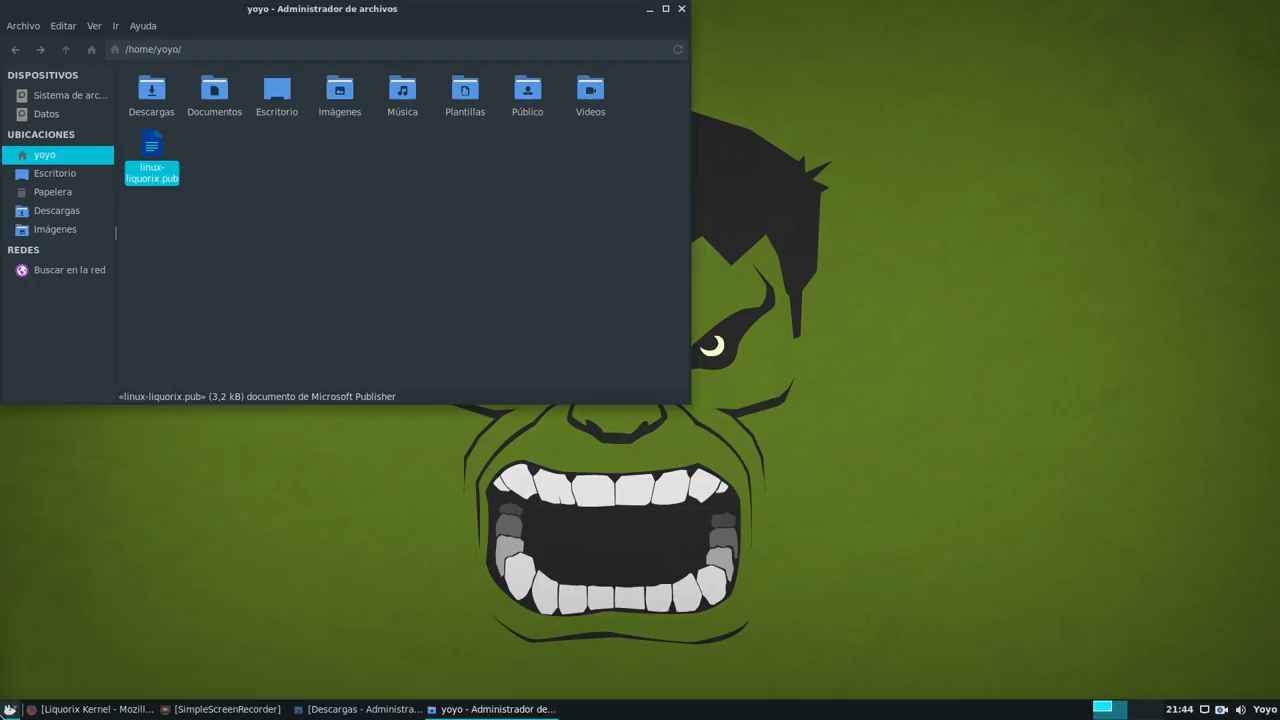 yoyo - Administrador de archivos
Archivo Editar Ver Ir Ayuda
/home/yoyo/
DISPOSITIVOS
Sistema de arc...
Datos
UBICACIONES
yoyo
Escritorio
Papelera
Descargas
Imágenes
REDES
Buscar en la red
Descargas Documentos Escritorio Imágenes Música Plantillas Público Vídeos
linux-
liquorix.pub
«linux-liquorix.pub» (3,2 kB) documento de Microsoft Publisher
[Liquorix Kernel - Mozill... [SimpleScreenRecorder] [Descargas - Administra... yoyo - Administrador de... 21:44 Yoyo